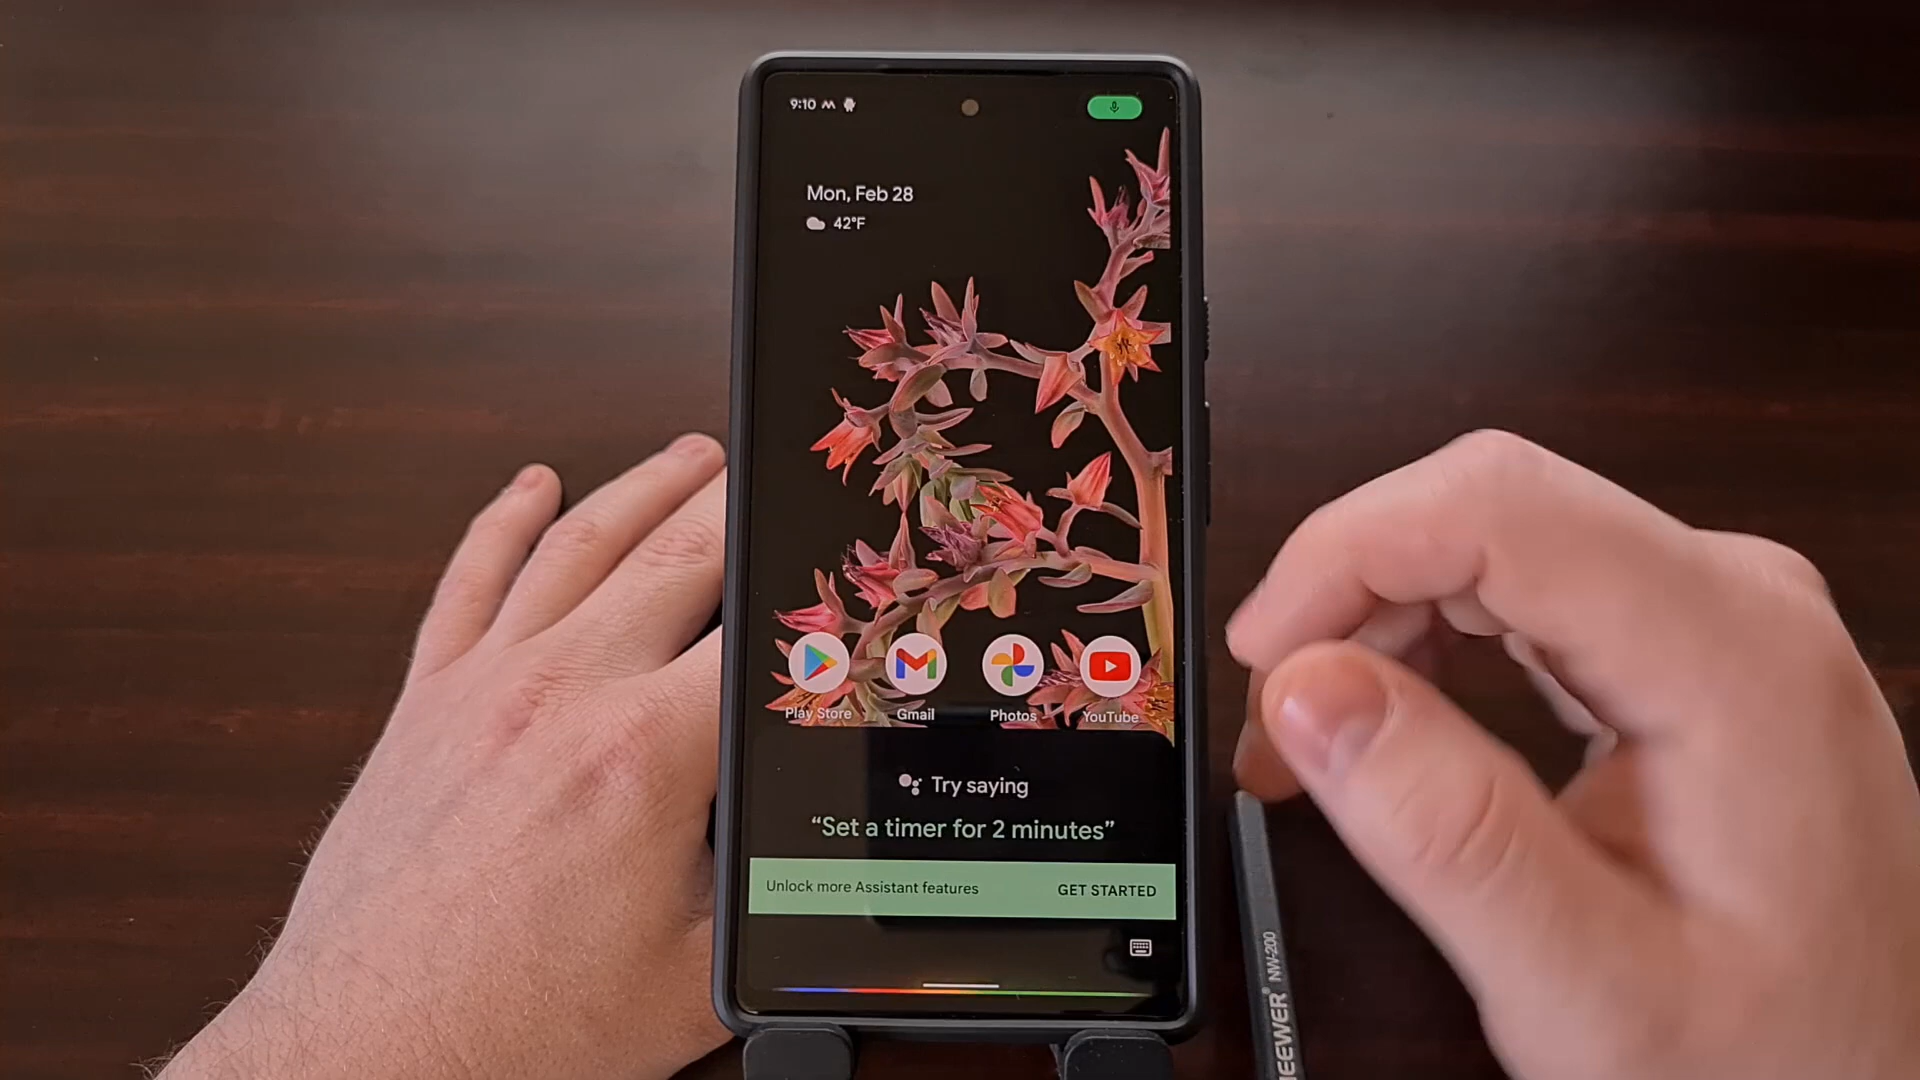 9:10
Mon, Feb 28
42°F
Play Store
Gmail
Photos
YouTube
Try saying
“Set a timer for 2 minutes”
Unlock more Assistant features
GET STARTED
NEEWER® NW-200